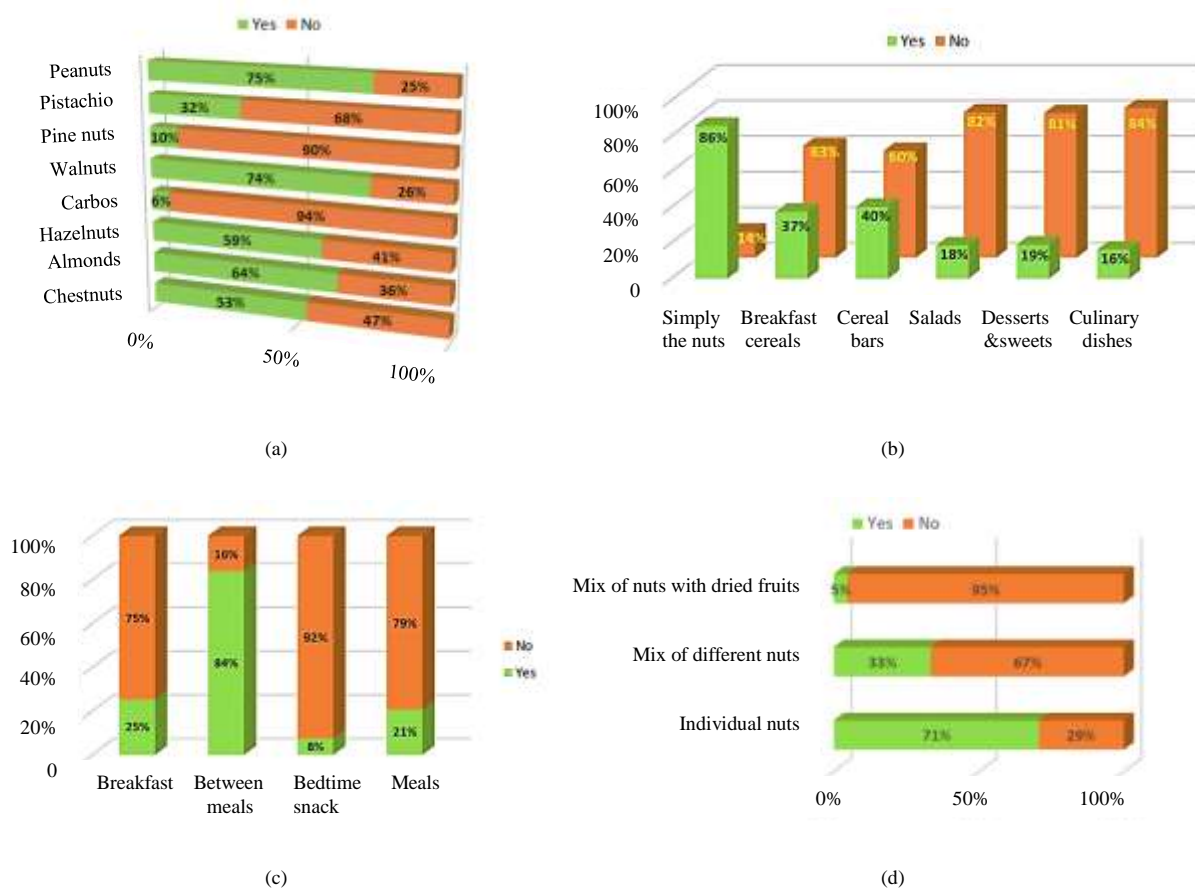 Yes No
Peanuts 75% 25%
Pistachio 32% 68%
Pine nuts 10% 90%
Walnuts 74% 26%
Carbos 6% 94%
Hazelnuts 59% 41%
Almonds 64% 36%
Chestnuts 53% 47%
0% 50% 100%
(a)
Yes No
100%
80%
60%
40%
20%
0
86% 14% 37% 63% 40% 60% 18% 82% 19% 81% 16% 84%
Simply Breakfast Cereal Salads Desserts Culinary
the nuts cereals bars &sweets dishes
(b)
100%
80%
60%
40%
20%
0
75% 16% 92% 79%
25% 84% 8% 21%
No
Yes
Breakfast Between Bedtime Meals
meals snack
(c)
Yes No
Mix of nuts with dried fruits 5% 95%
Mix of different nuts 33% 67%
Individual nuts 71% 29%
0% 50% 100%
(d)